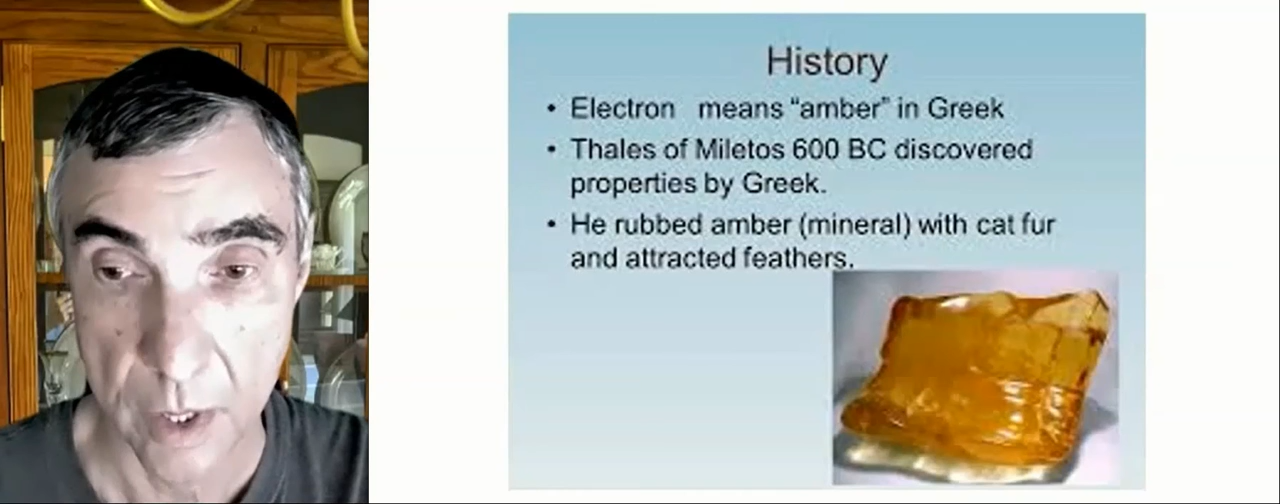 History
• Electron means “amber” in Greek
• Thales of Miletos 600 BC discovered
properties by Greek.
• He rubbed amber (mineral) with cat fur
and attracted feathers.